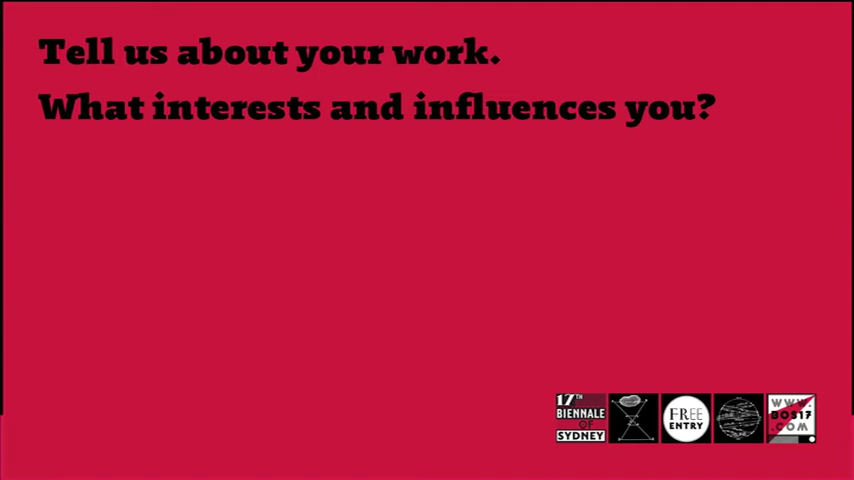 Tell us about your work.
What interests and influences you?
17TH
BIENNALE
OF
SYDNEY
FREE
ENTRY
WWW.
BOS17
.COM